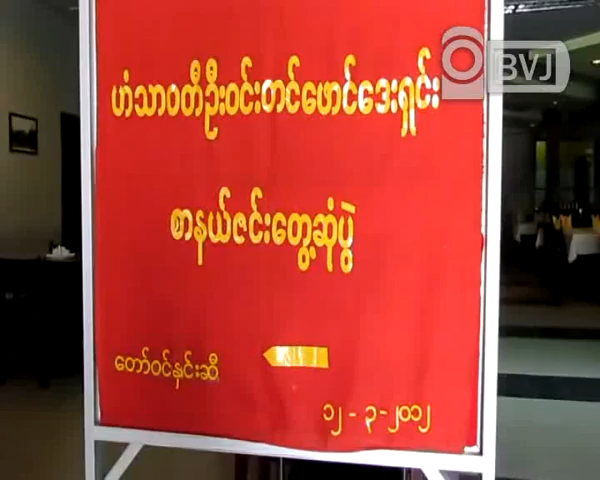 BVJ
ဟံသာဝတီဦးဝင်းတင်ဖောင်ဒေးရှင်း
စာနယ်ဇင်းတွေ့ဆုံပွဲ
တော်ဝင်နှင်းဆီ
၁၂ - ၃ - ၂၀၁၂